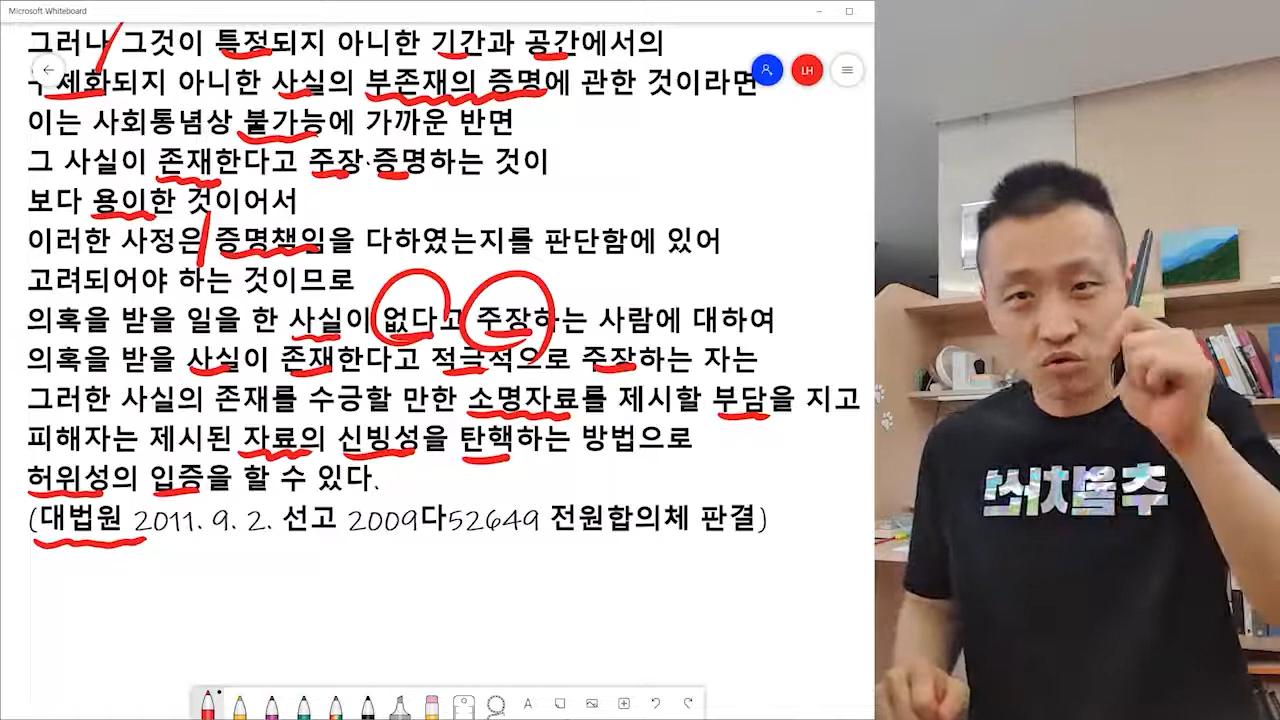 Microsoft Whiteboard
그러나 그것이 특정되지 아니한 기간과 공간에서의
구체화되지 아니한 사실의 부존재의 증명에 관한 것이라면
이는 사회통념상 불가능에 가까운 반면
그 사실이 존재한다고 주장·증명하는 것이
보다 용이한 것이어서
이러한 사정은 증명책임을 다하였는지를 판단함에 있어
고려되어야 하는 것이므로
의혹을 받을 일을 한 사실이 없다고 주장하는 사람에 대하여
의혹을 받을 사실이 존재한다고 적극적으로 주장하는 자는
그러한 사실의 존재를 수긍할 만한 소명자료를 제시할 부담을 지고
피해자는 제시된 자료의 신빙성을 탄핵하는 방법으로
허위성의 입증을 할 수 있다.
(대법원 2011. 9. 2. 선고 2009다52649 전원합의체 판결)
LH